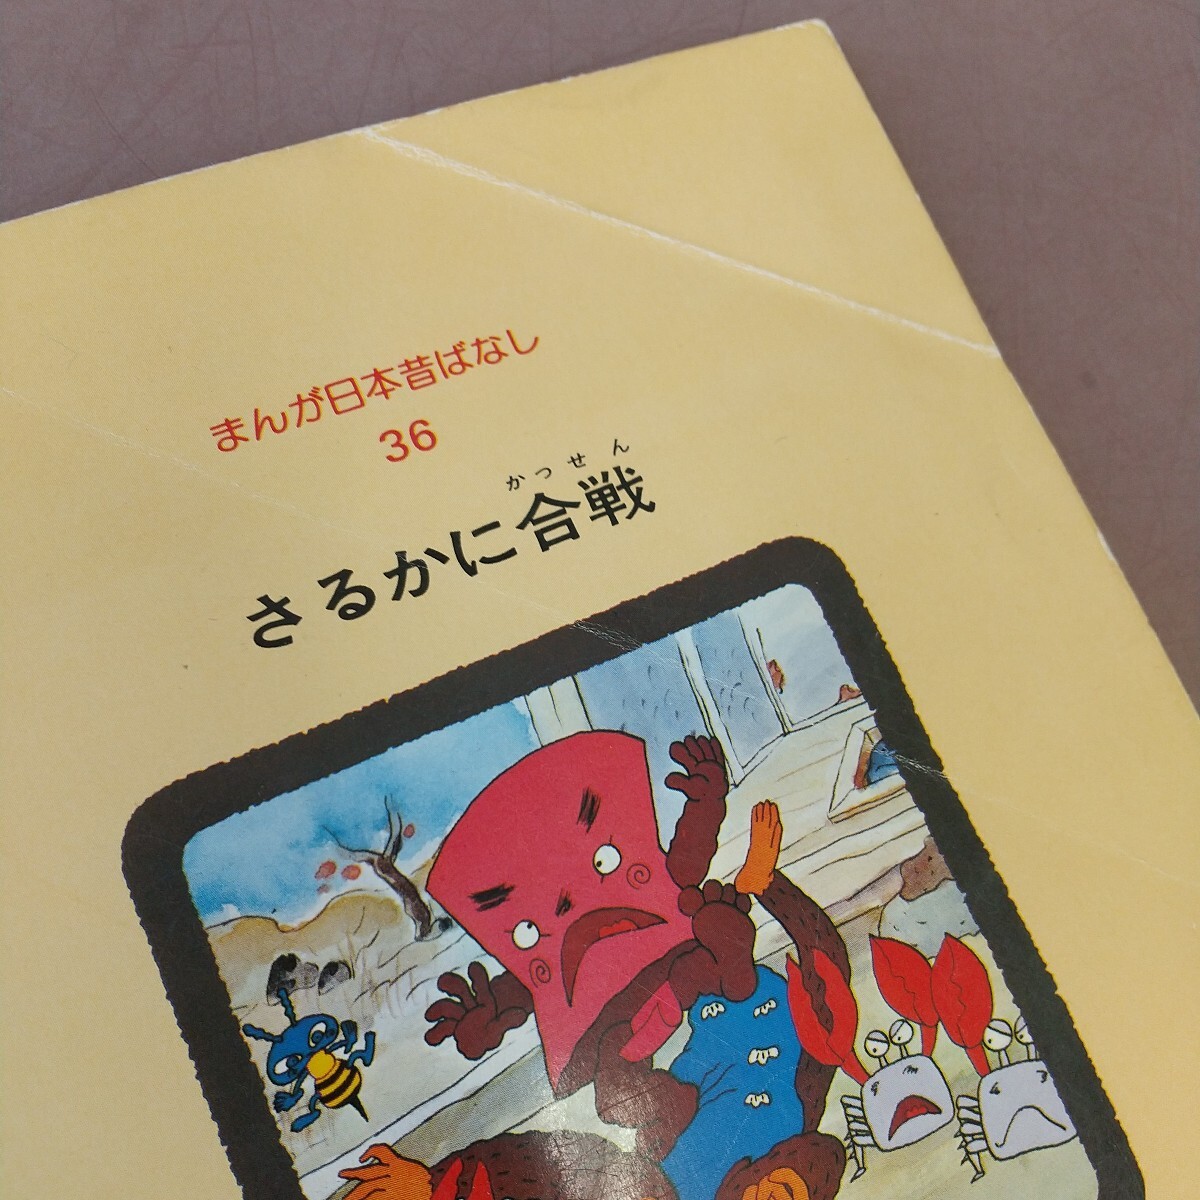 まんが日本昔ばなし
36
かっせん
さるかに合戦